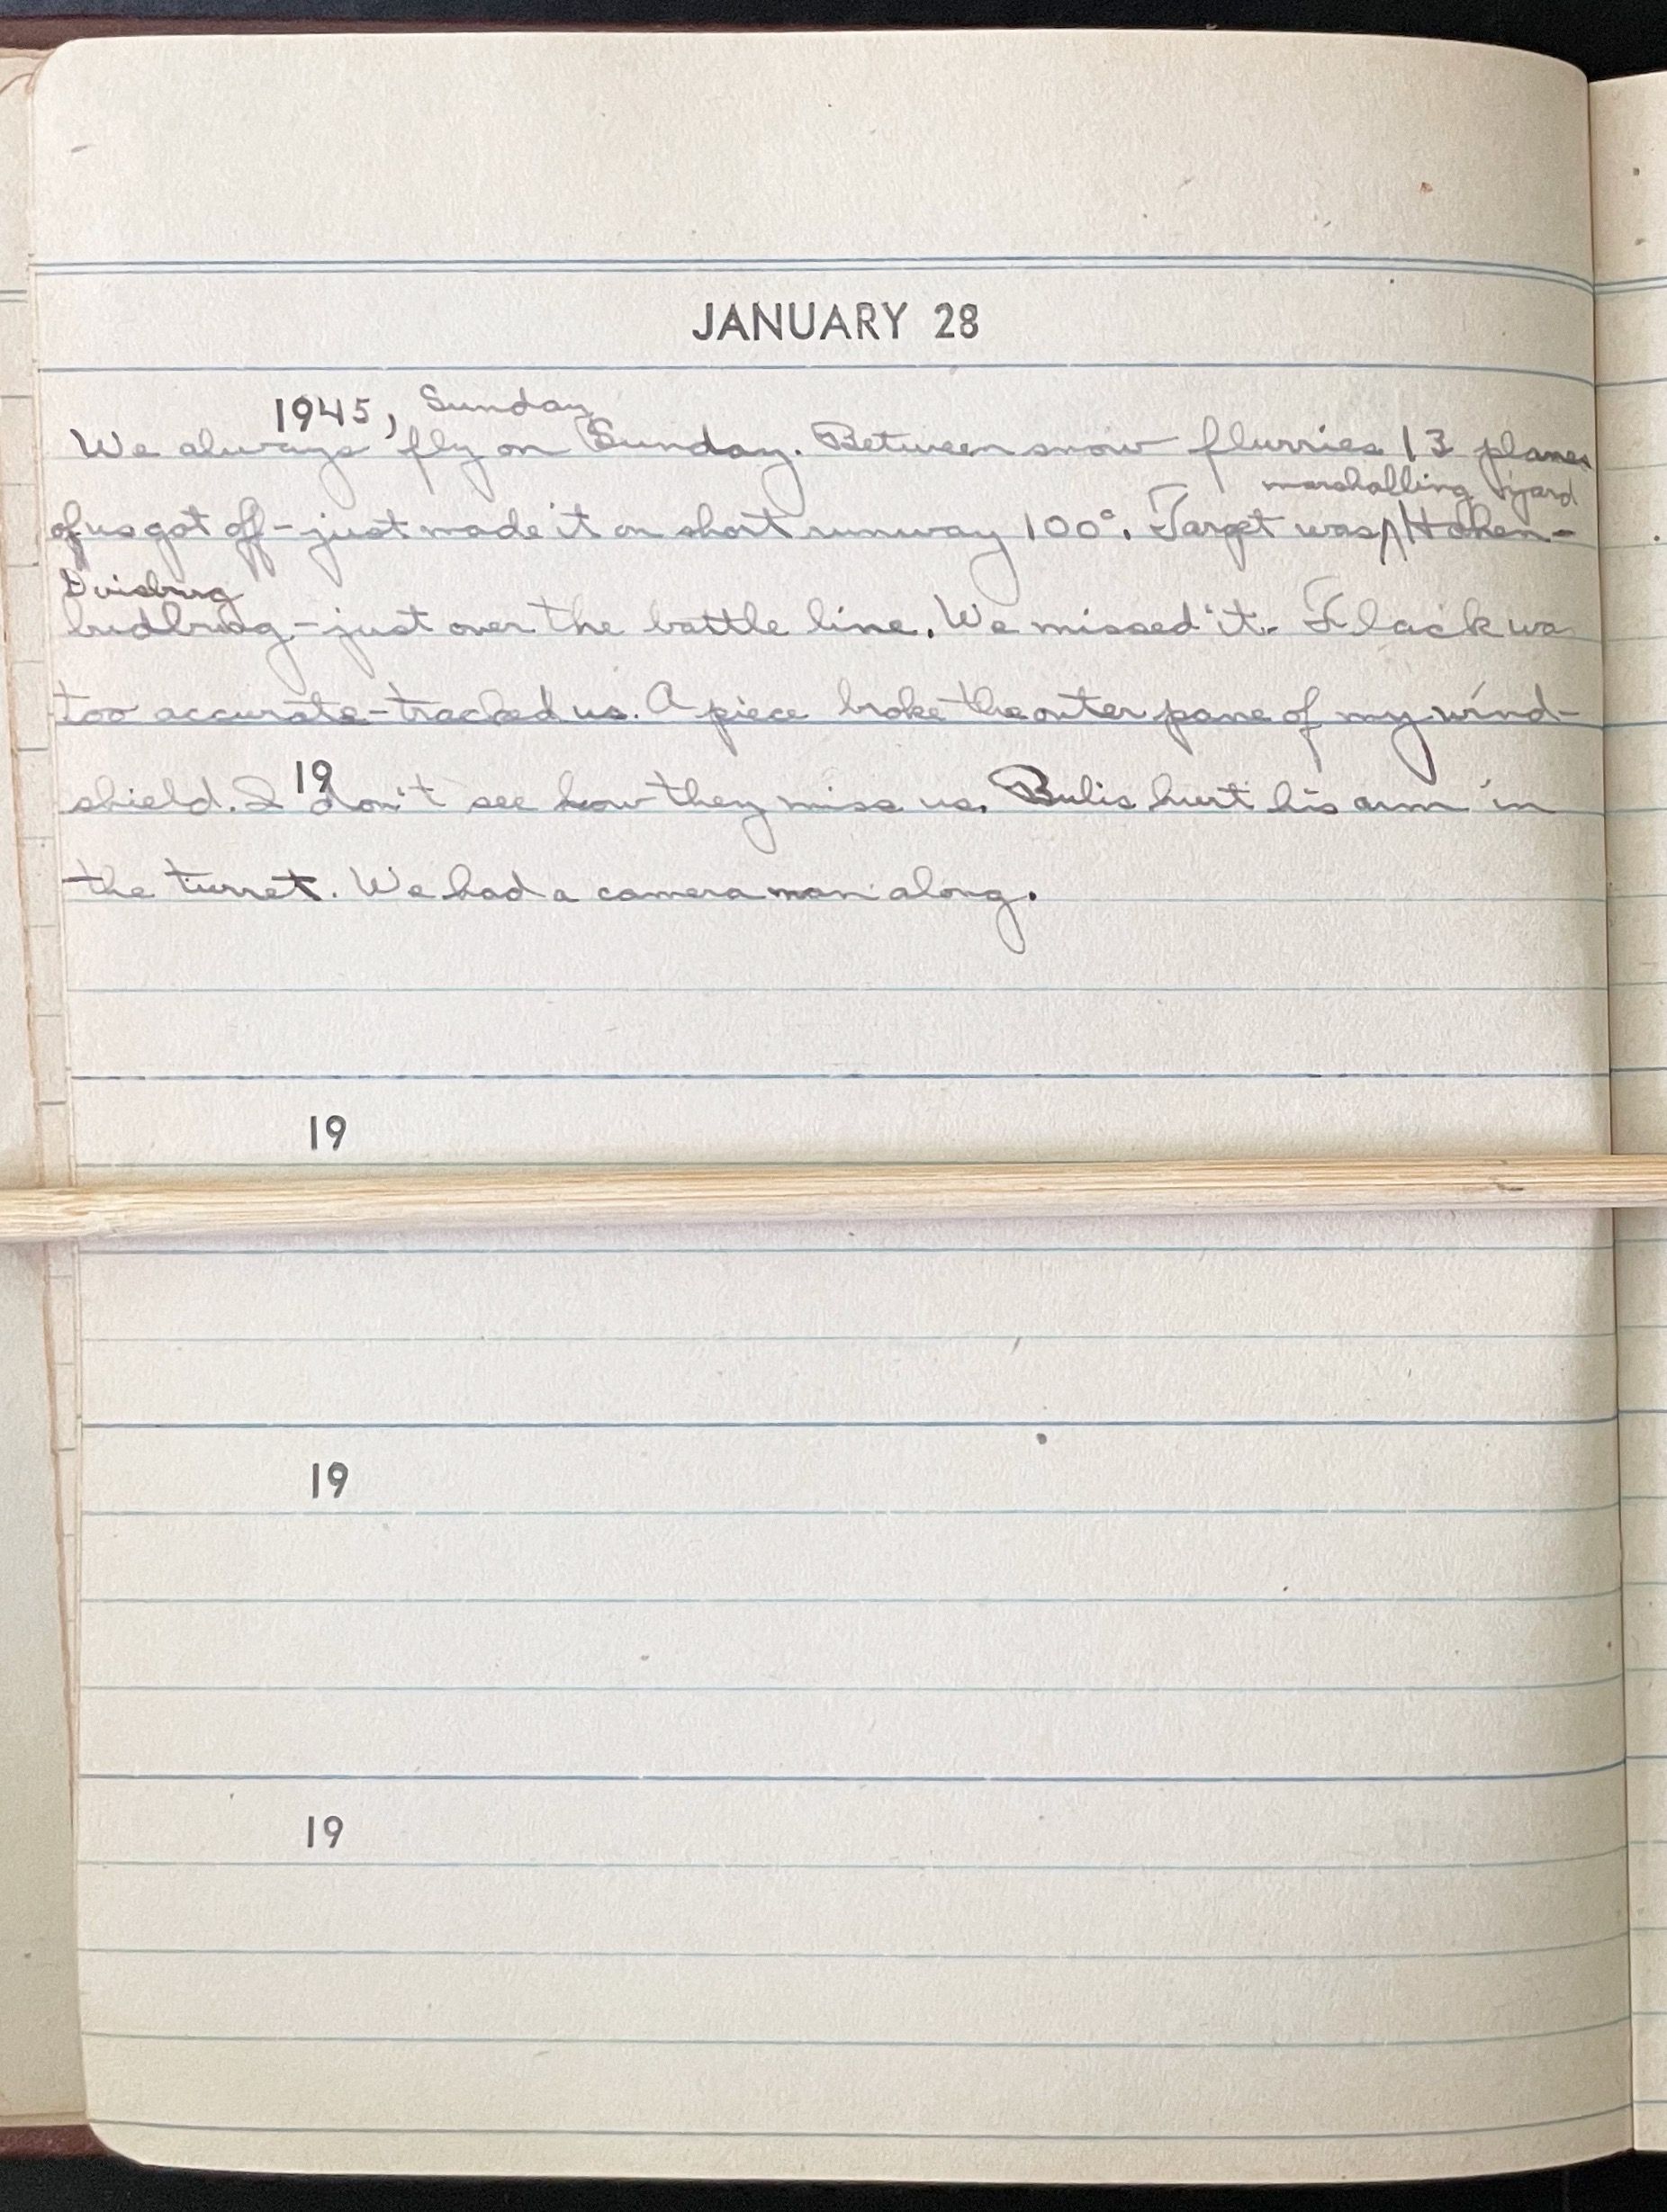 JANUARY 28
1945, Sunday
We always fly on Sunday. Between snow flurries 13 planes
marshalling yard
of us got off - just made it on short runway 100°. Target was Hohen-
Duisburg
budbrug - just over the battle line. We missed it. Flack wa
too accurate - tracked us. A piece broke the outer pane of my wind-
19
shield. I don't see how they miss us. Bulis hurt his arm in
the turret. We had a camera man along.
19
19
19